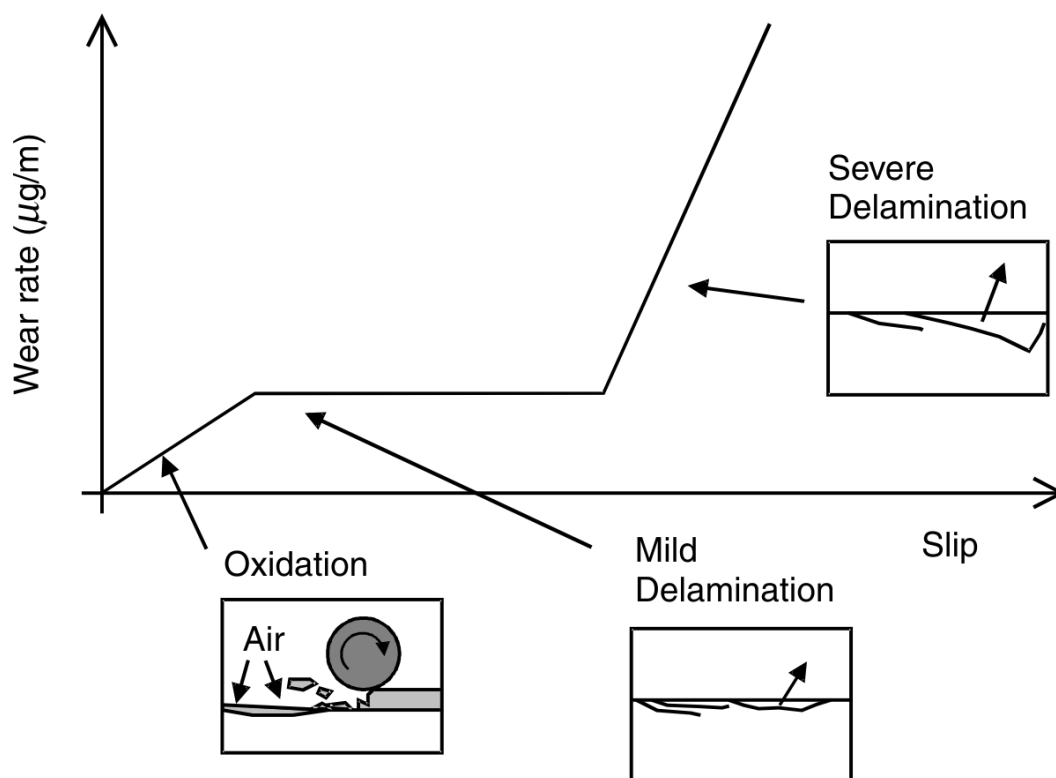 Wear rate (μg/m)
Severe
Delamination
Slip
Oxidation
Air
Mild
Delamination